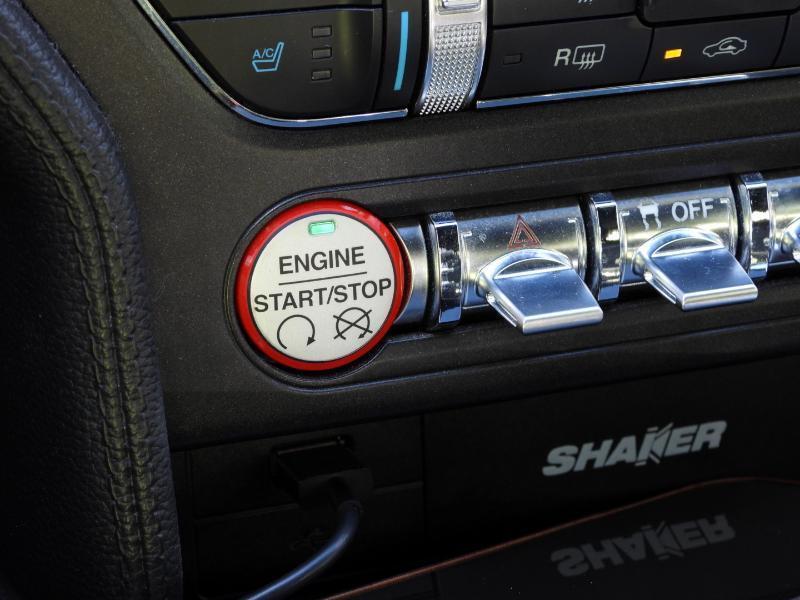 A/C
R
OFF
ENGINE
START/STOP
SHAKER
SHAKER